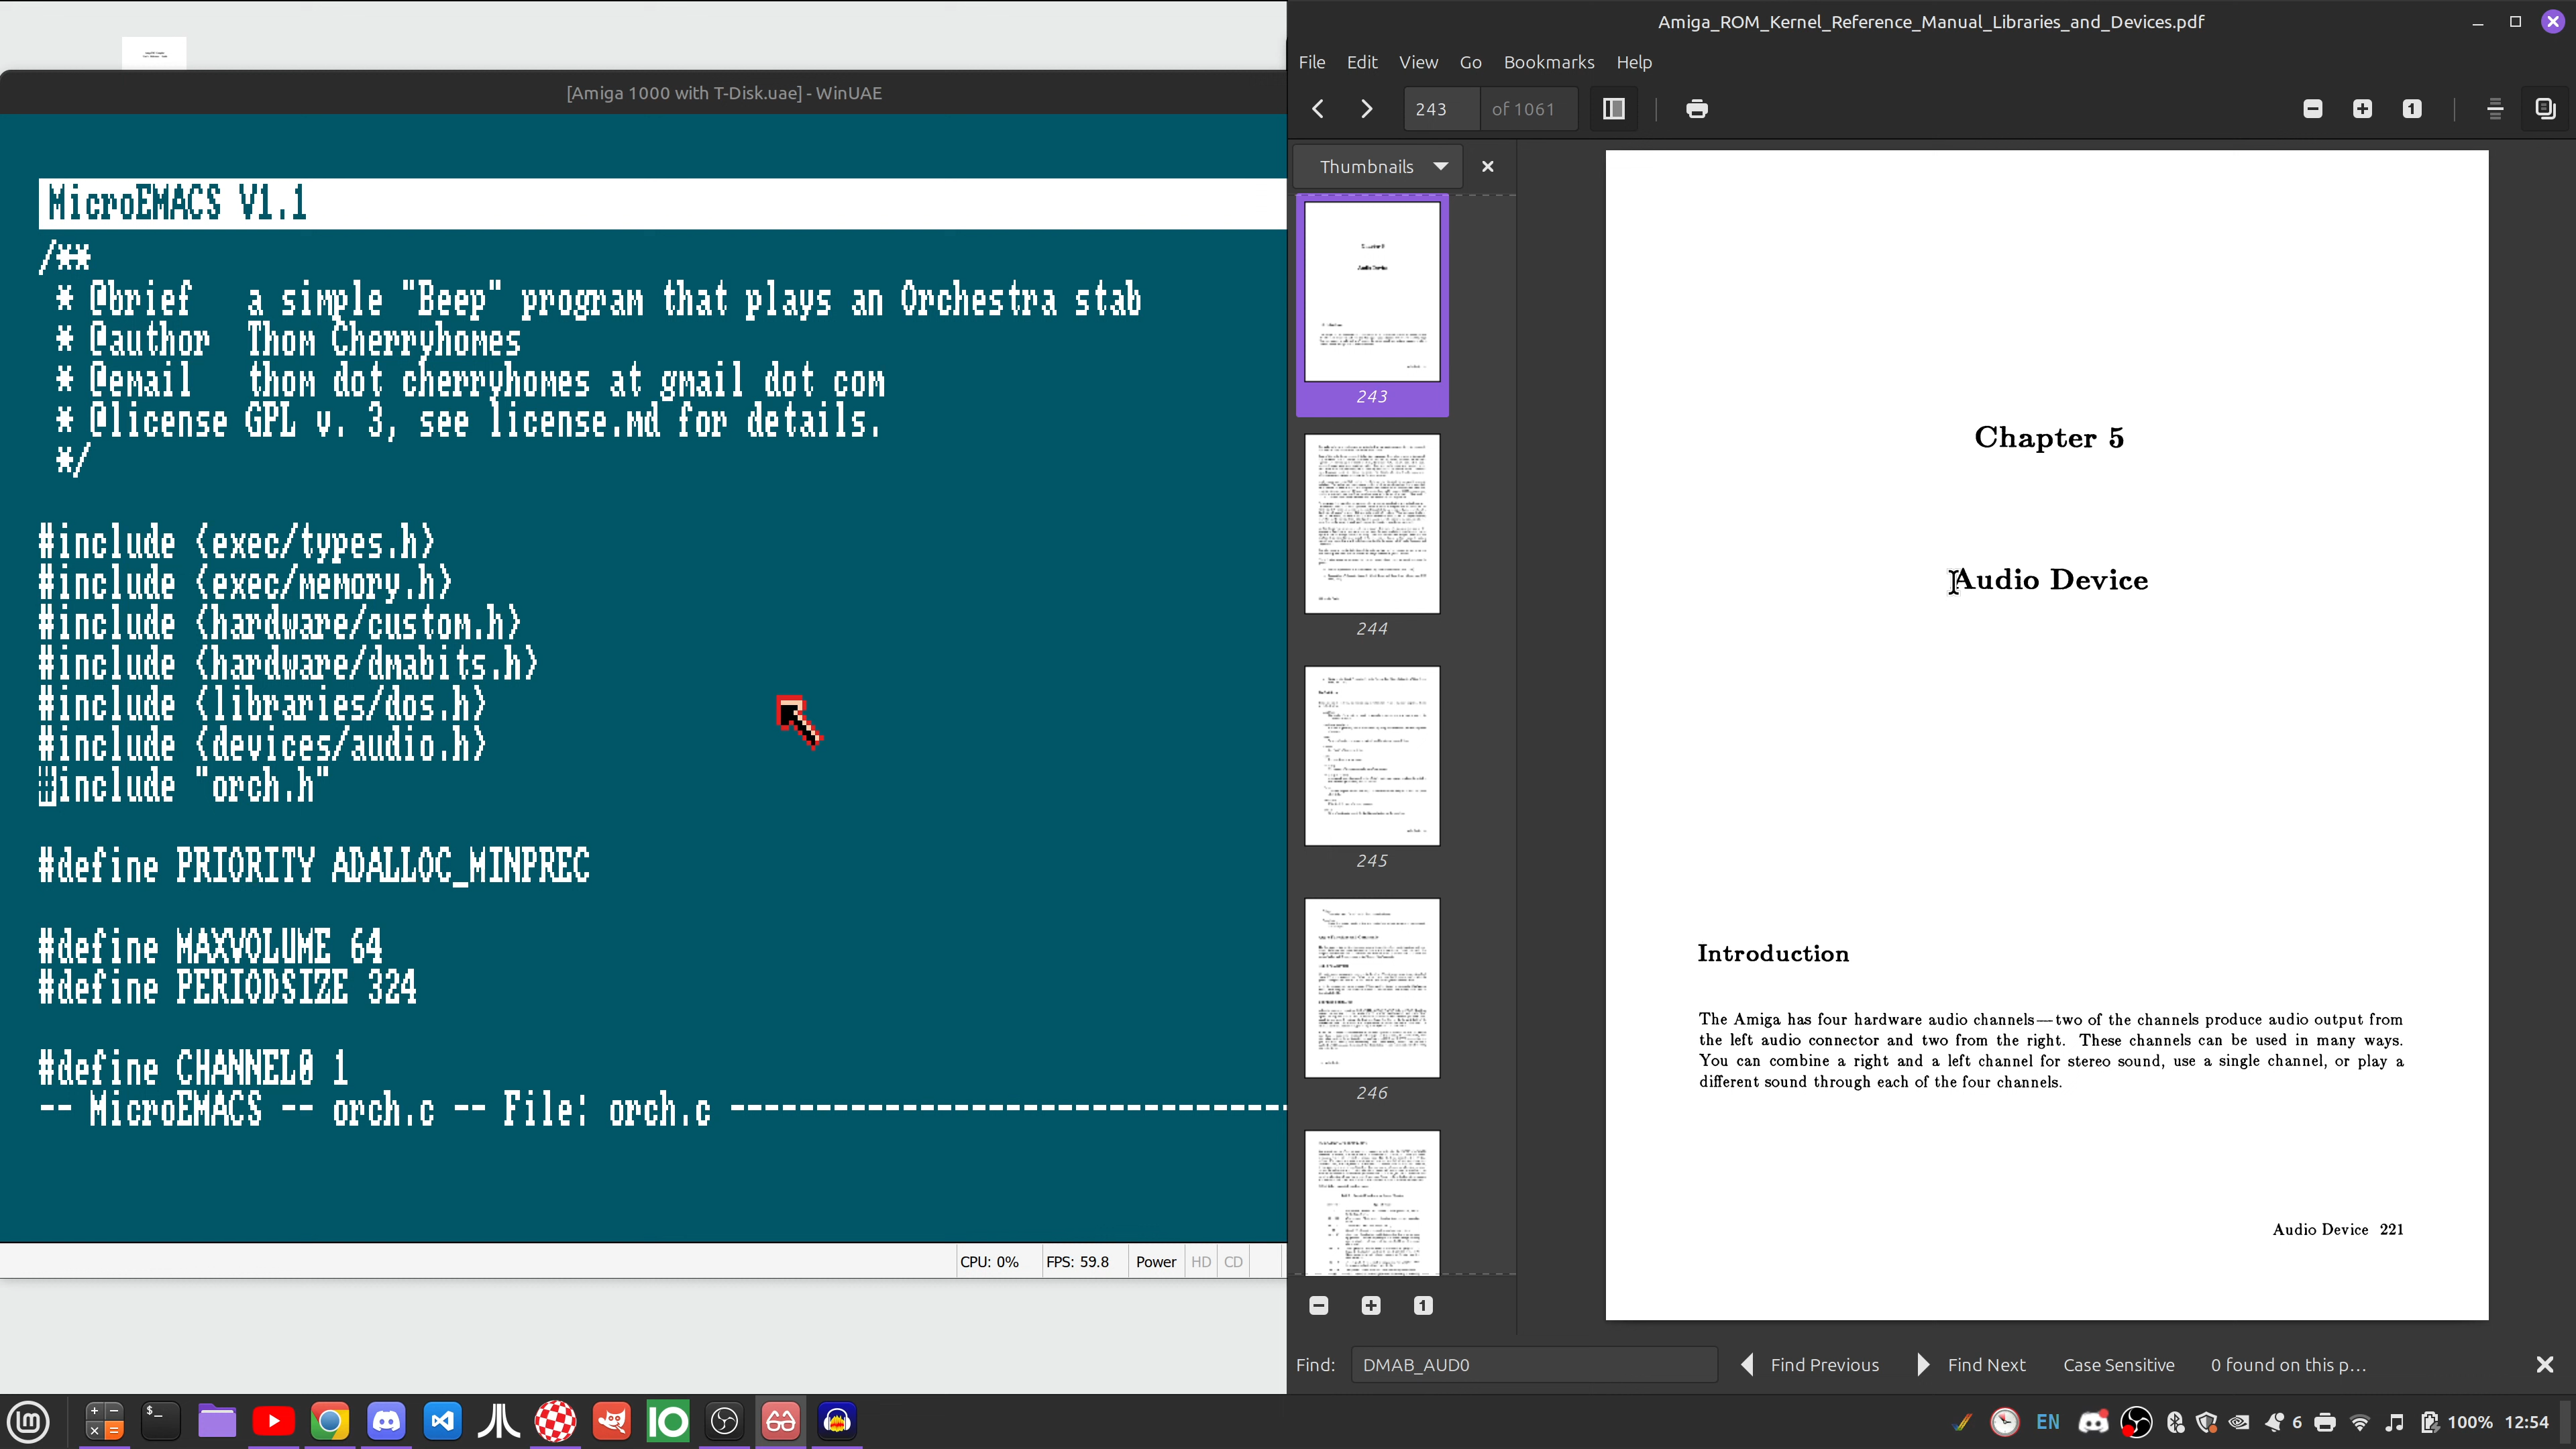 [Amiga 1000 with T-Disk.uae] - WinUAE
MicroEMACS V1.1
/**
 * @brief   a simple "Beep" program that plays an Orchestra stab
 * @author  Thom Cherryhomes
 * @email   thom dot cherryhomes at gmail dot com
 * @license GPL v. 3, see license.md for details.
 */
#include <exec/types.h>
#include <exec/memory.h>
#include <hardware/custom.h>
#include <hardware/dmabits.h>
#include <libraries/dos.h>
#include <devices/audio.h>
#include "orch.h"
#define PRIORITY ADALLOC_MINPREC
#define MAXVOLUME 64
#define PERIODSIZE 324
#define CHANNEL0 1
-- MicroEMACS -- orch.c -- File: orch.c --------------------------------
CPU: 0% FPS: 59.8 Power HD CD
Amiga_ROM_Kernel_Reference_Manual_Libraries_and_Devices.pdf
File Edit View Go Bookmarks Help
243 of 1061
Thumbnails
243
244
245
246
Chapter 5
Audio Device
Introduction
The Amiga has four hardware audio channels—two of the channels produce audio output from
the left audio connector and two from the right. These channels can be used in many ways.
You can combine a right and a left channel for stereo sound, use a single channel, or play a
different sound through each of the four channels.
Audio Device 221
Find: DMAB_AUD0 Find Previous Find Next Case Sensitive 0 found on this p…
EN 6 100% 12:54